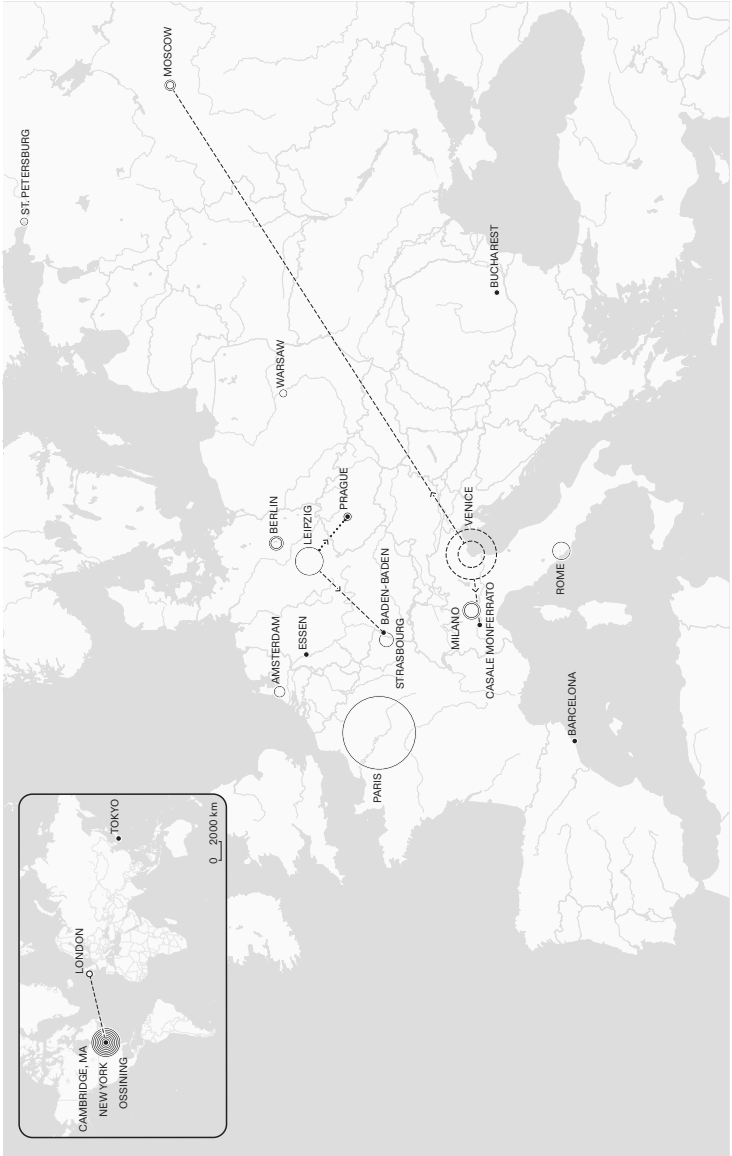 MOSCOW
ST. PETERSBURG
BUCHAREST
WARSAW
PRAGUE
BERLIN
LEIPZIG
VENICE
BADEN-BADEN
ROME
MILANO
CASALE MONFERRATO
STRASBOURG
ESSEN
AMSTERDAM
BARCELONA
PARIS
TOKYO
0 2000 km
LONDON
CAMBRIDGE, MA
NEW YORK
OSSINING